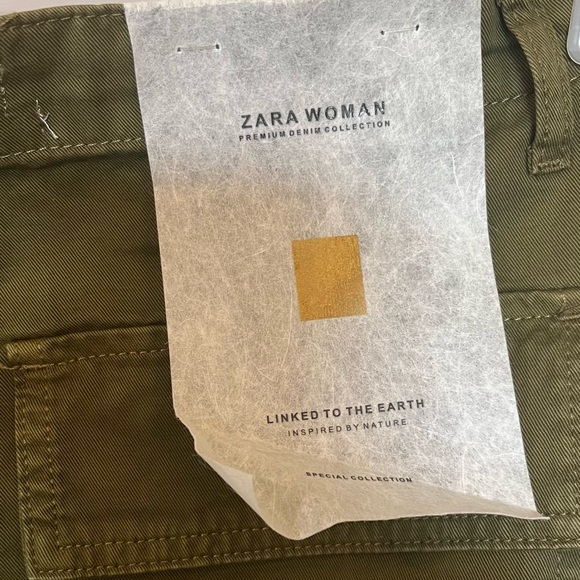 ZARA WOMAN
PREMIUM DENIM COLLECTION
LINKED TO THE EARTH
INSPIRED BY NATURE
SPECIAL COLLECTION